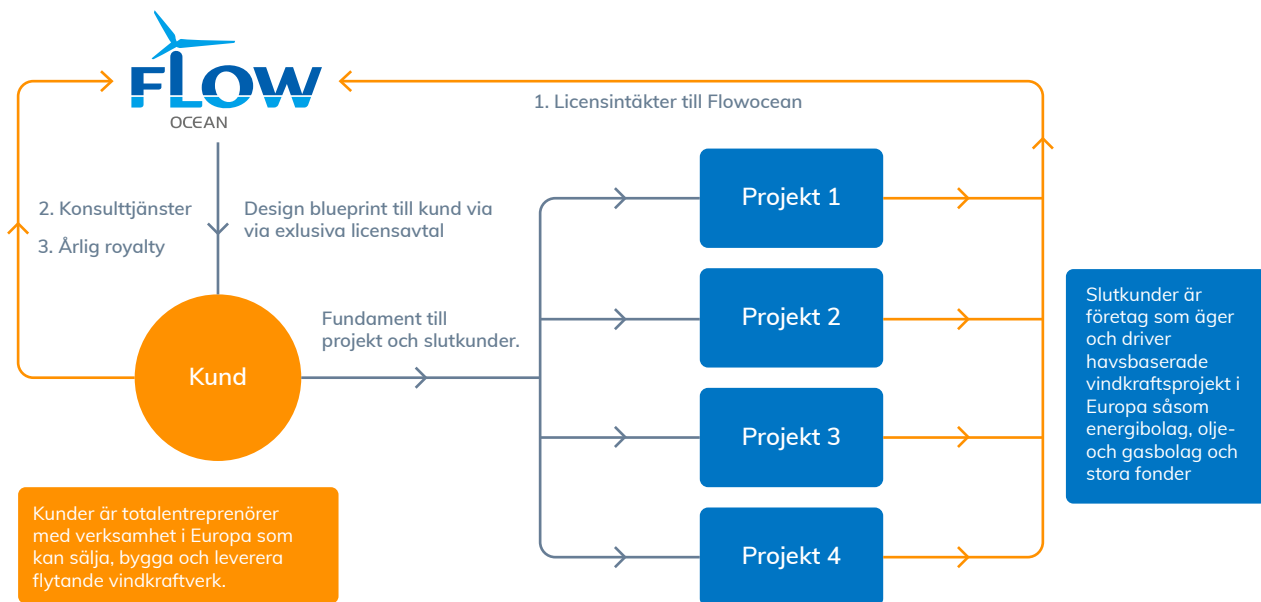 FLOW
OCEAN
1. Licensintäkter till Flowocean
2. Konsulttjänster
3. Årlig royalty
Design blueprint till kund via
via exlusiva licensavtal
Kund
Fundament till
projekt och slutkunder.
Projekt 1
Projekt 2
Projekt 3
Projekt 4
Slutkunder är
företag som äger
och driver
havsbaserade
vindkraftsprojekt i
Europa såsom
energibolag, olje-
och gasbolag och
stora fonder
Kunder är totalentreprenörer
med verksamhet i Europa som
kan sälja, bygga och leverera
flytande vindkraftverk.